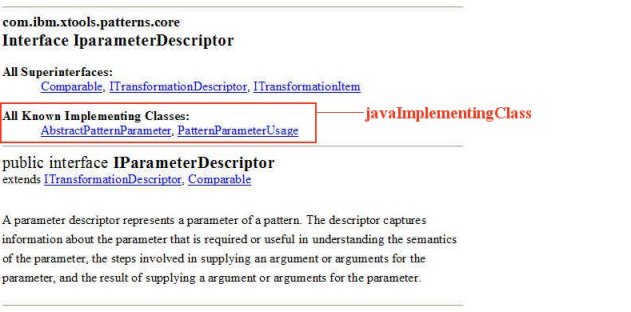 com.ibm.xtools.patterns.core
Interface IparameterDescriptor
All Superinterfaces:
Comparable, ITransformationDescriptor, ITransformationItem
All Known Implementing Classes:
AbstractPatternParameter, PatternParameterUsage
javaImplementingClass
public interface IParameterDescriptor
extends ITransformationDescriptor, Comparable
A parameter descriptor represents a parameter of a pattern. The descriptor captures
information about the parameter that is required or useful in understanding the semantics
of the parameter, the steps involved in supplying an argument or arguments for the
parameter, and the result of supplying a argument or arguments for the parameter.